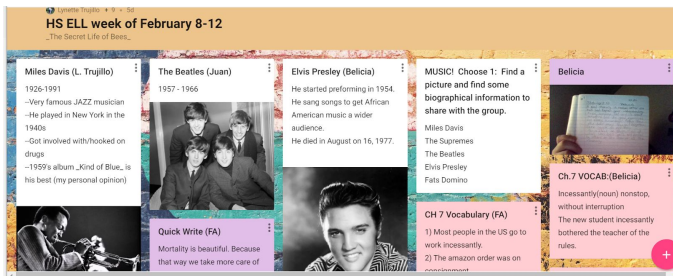 Lynette Trujillo + 9 • 5d
HS ELL week of February 8-12
_The Secret Life of Bees_
Miles Davis (L. Trujillo)
1926-1991
--Very famous JAZZ musician
--He played in New York in the
1940s
--Got involved with/hooked on
drugs
--1959's album _Kind of Blue_ is
his best (my personal opinion)
The Beatles (Juan)
1957 - 1966
Quick Write (FA)
Mortality is beautiful. Because
that way we take more care of
Elvis Presley (Belicia)
He started preforming in 1954.
He sang songs to get African
American music a wider
audience.
He died in August on 16, 1977.
MUSIC! Choose 1: Find a
picture and find some
biographical information to
share with the group.
Miles Davis
The Supremes
The Beatles
Elvis Presley
Fats Domino
CH 7 Vocabulary (FA)
1) Most people in the US go to
work incessantly.
2) The amazon order was on
Belicia
Ch.7 VOCAB:(Belicia)
Incessantly(noun) nonstop,
without interruption
The new student incessantly
bothered the teacher of the
rules.